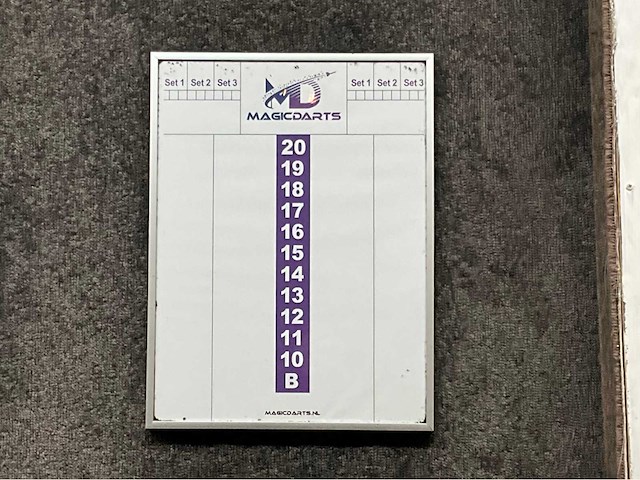 Set 1 Set 2 Set 3
MD
Set 1 Set 2 Set 3
MAGICDARTS
20
19
18
17
16
15
14
13
12
11
10
B
MAGICDARTS.NL